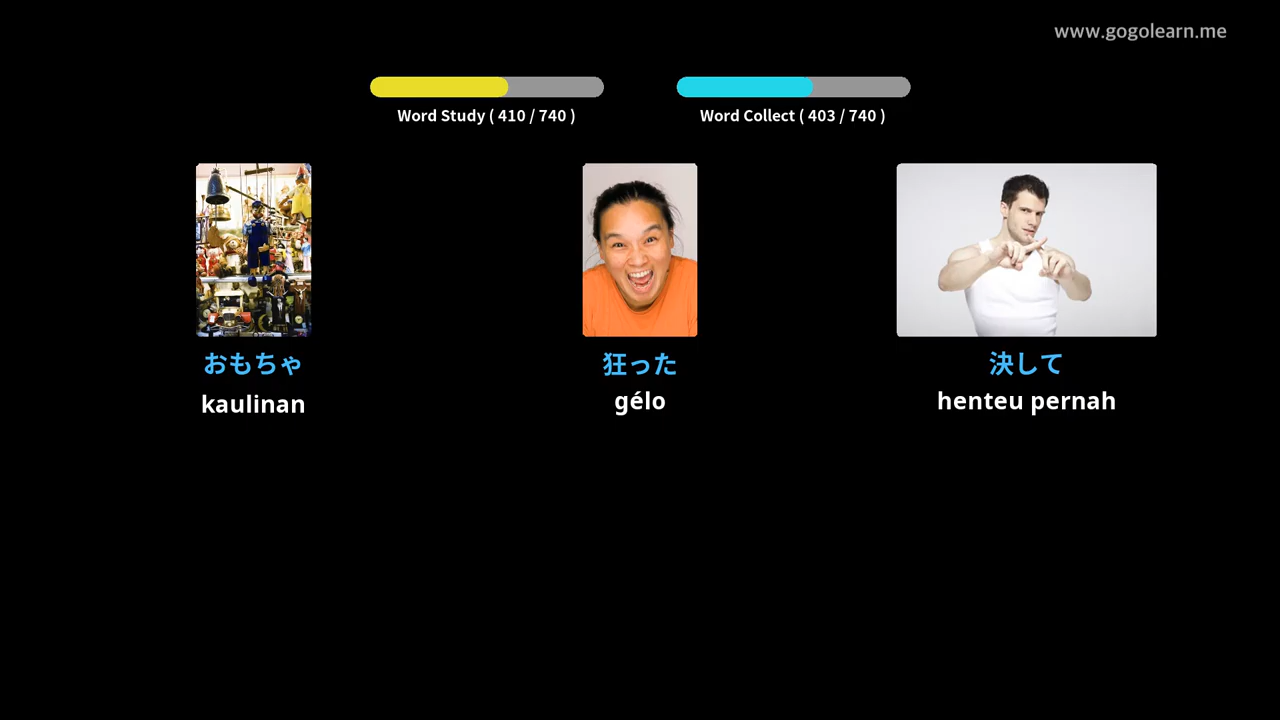 www.gogolearn.me
Word Study ( 410 / 740 )
Word Collect ( 403 / 740 )
おもちゃ
kaulinan
狂った
gélo
決して
henteu pernah